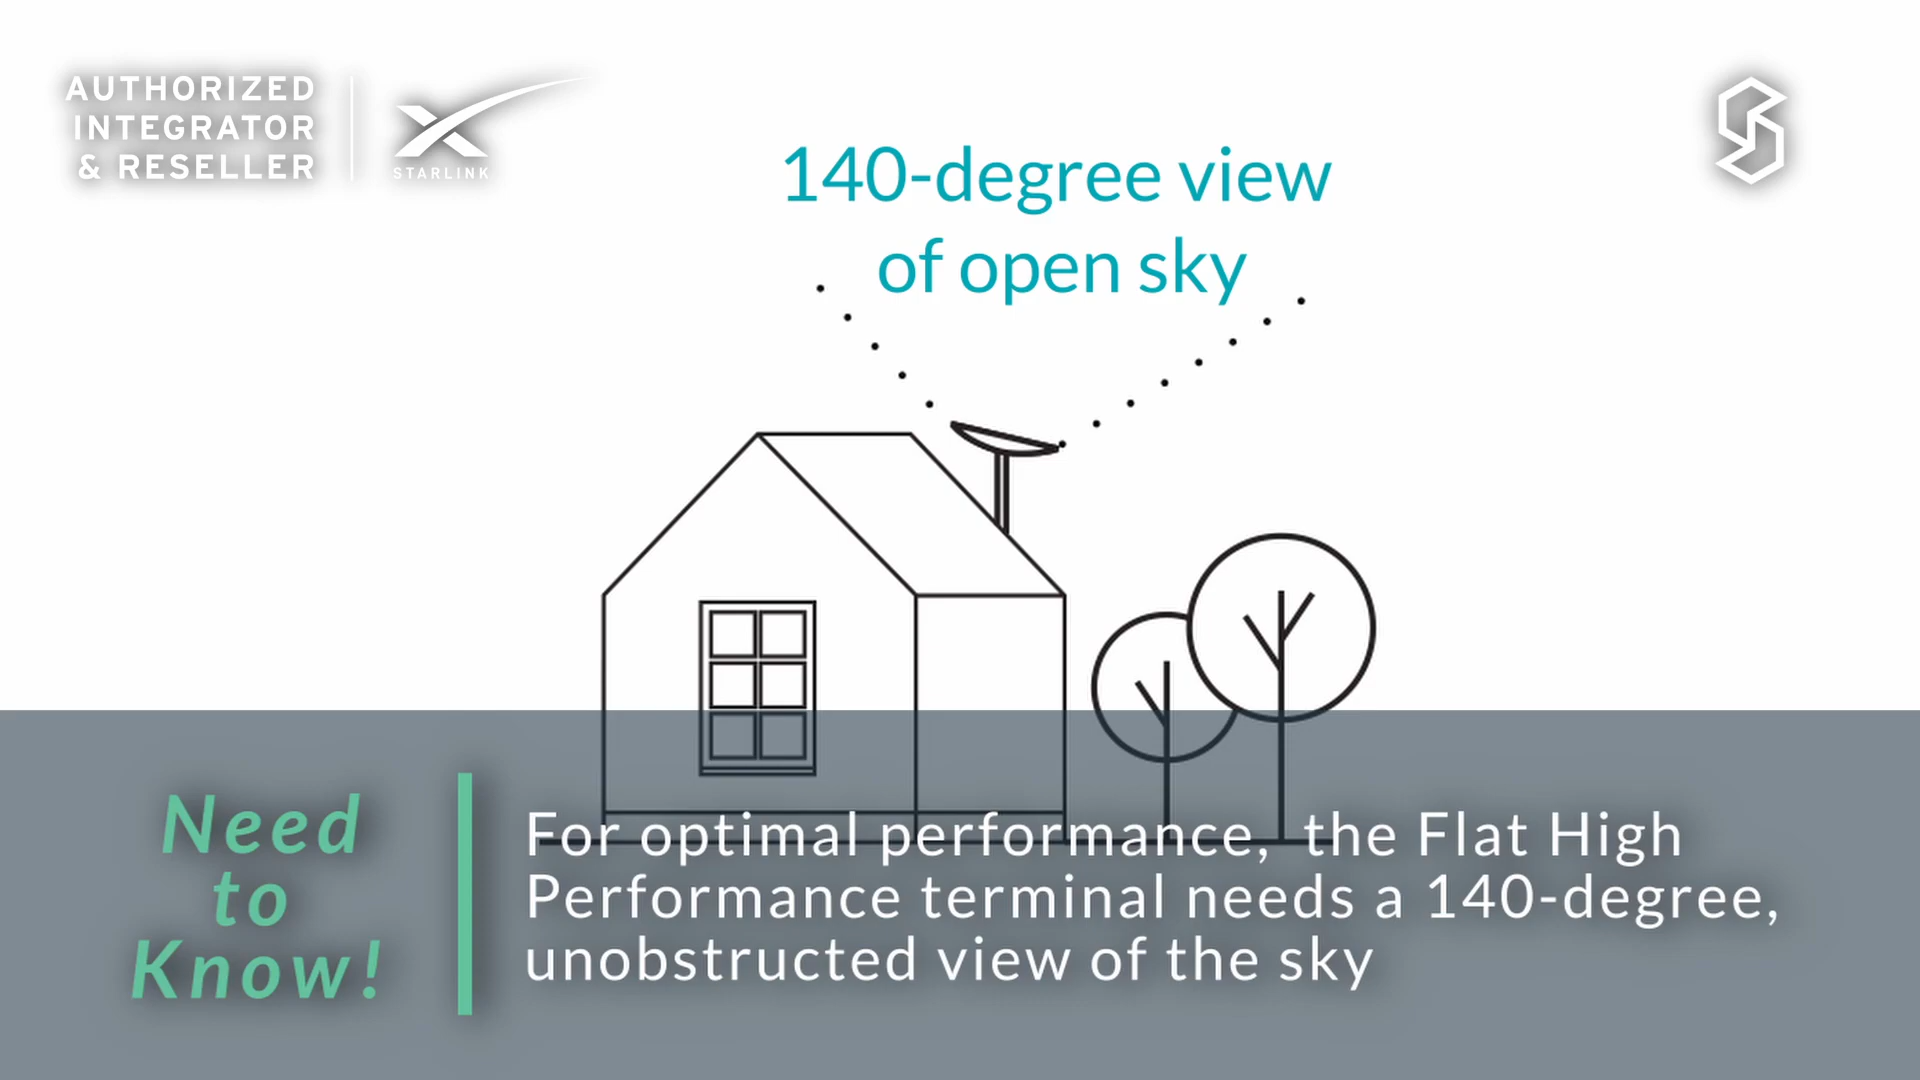 AUTHORIZED
INTEGRATOR
& RESELLER
STARLINK
140-degree view
of open sky
Need
to
Know!
For optimal performance, the Flat High
Performance terminal needs a 140-degree,
unobstructed view of the sky